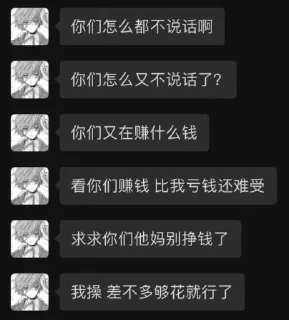 你们怎么都不说话啊
你们怎么又不说话了?
你们又在赚什么钱
看你们赚钱 比我亏钱还难受
求求你们他妈别挣钱了
我操 差不多够花就行了